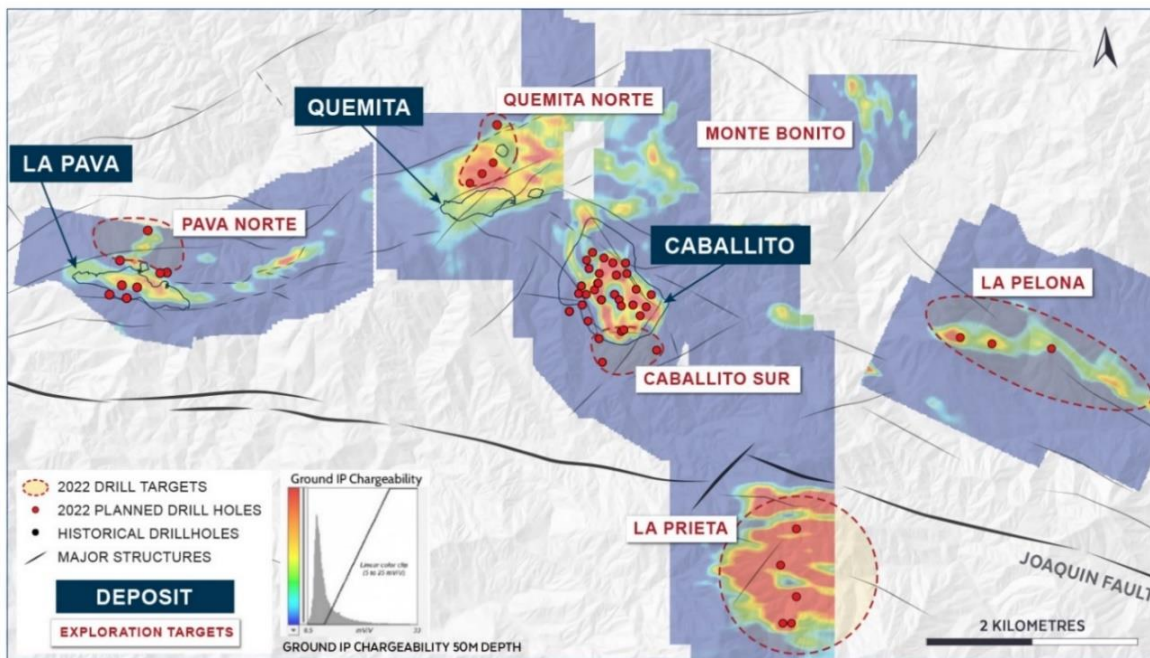 QUEMITA
QUEMITA NORTE
MONTE BONITO
LA PAVA
PAVA NORTE
CABALLITO
LA PELONA
CABALLITO SUR
LA PRIETA
JOAQUIN FAULT
2 KILOMETRES
2022 DRILL TARGETS
2022 PLANNED DRILL HOLES
HISTORICAL DRILLHOLES
MAJOR STRUCTURES
DEPOSIT
EXPLORATION TARGETS
Ground IP Chargeability
Linear color clip
mV/V
GROUND IP CHARGEABILITY 50M DEPTH